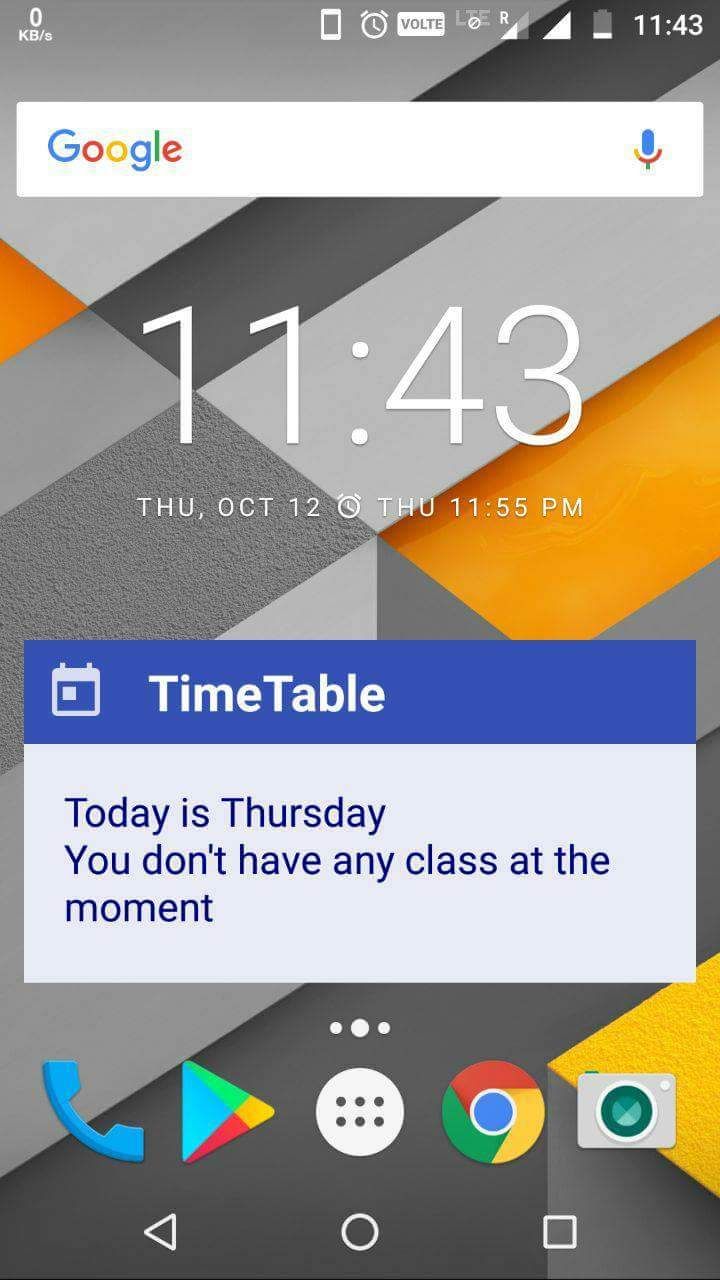 0
KB/s
VOLTE
LTE
R
11:43
Google
11:43
THU, OCT 12 THU 11:55 PM
TimeTable
Today is Thursday
You don't have any class at the
moment